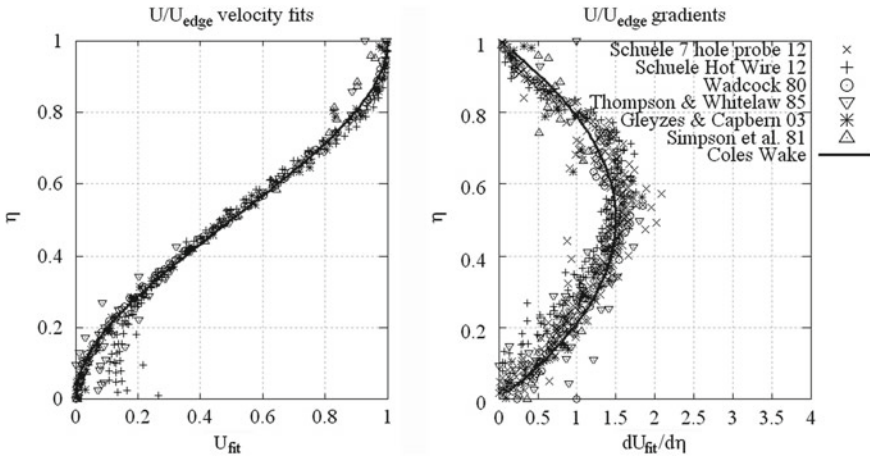 U/U_edge velocity fits
1
0.8
0.6
0.4
0.2
0
η
0
0.2
0.4
0.6
0.8
1
U_fit
U/U_edge gradients
Schuele 7 hole probe 12
Schuele Hot Wire 12
Wadcock 80
Thompson & Whitelaw 85
Gleyzes & Capbern 03
Simpson et al. 81
Coles Wake
1
0.8
0.6
0.4
0.2
0
η
0
0.5
1
1.5
2
2.5
3
3.5
4
dU_fit/dη